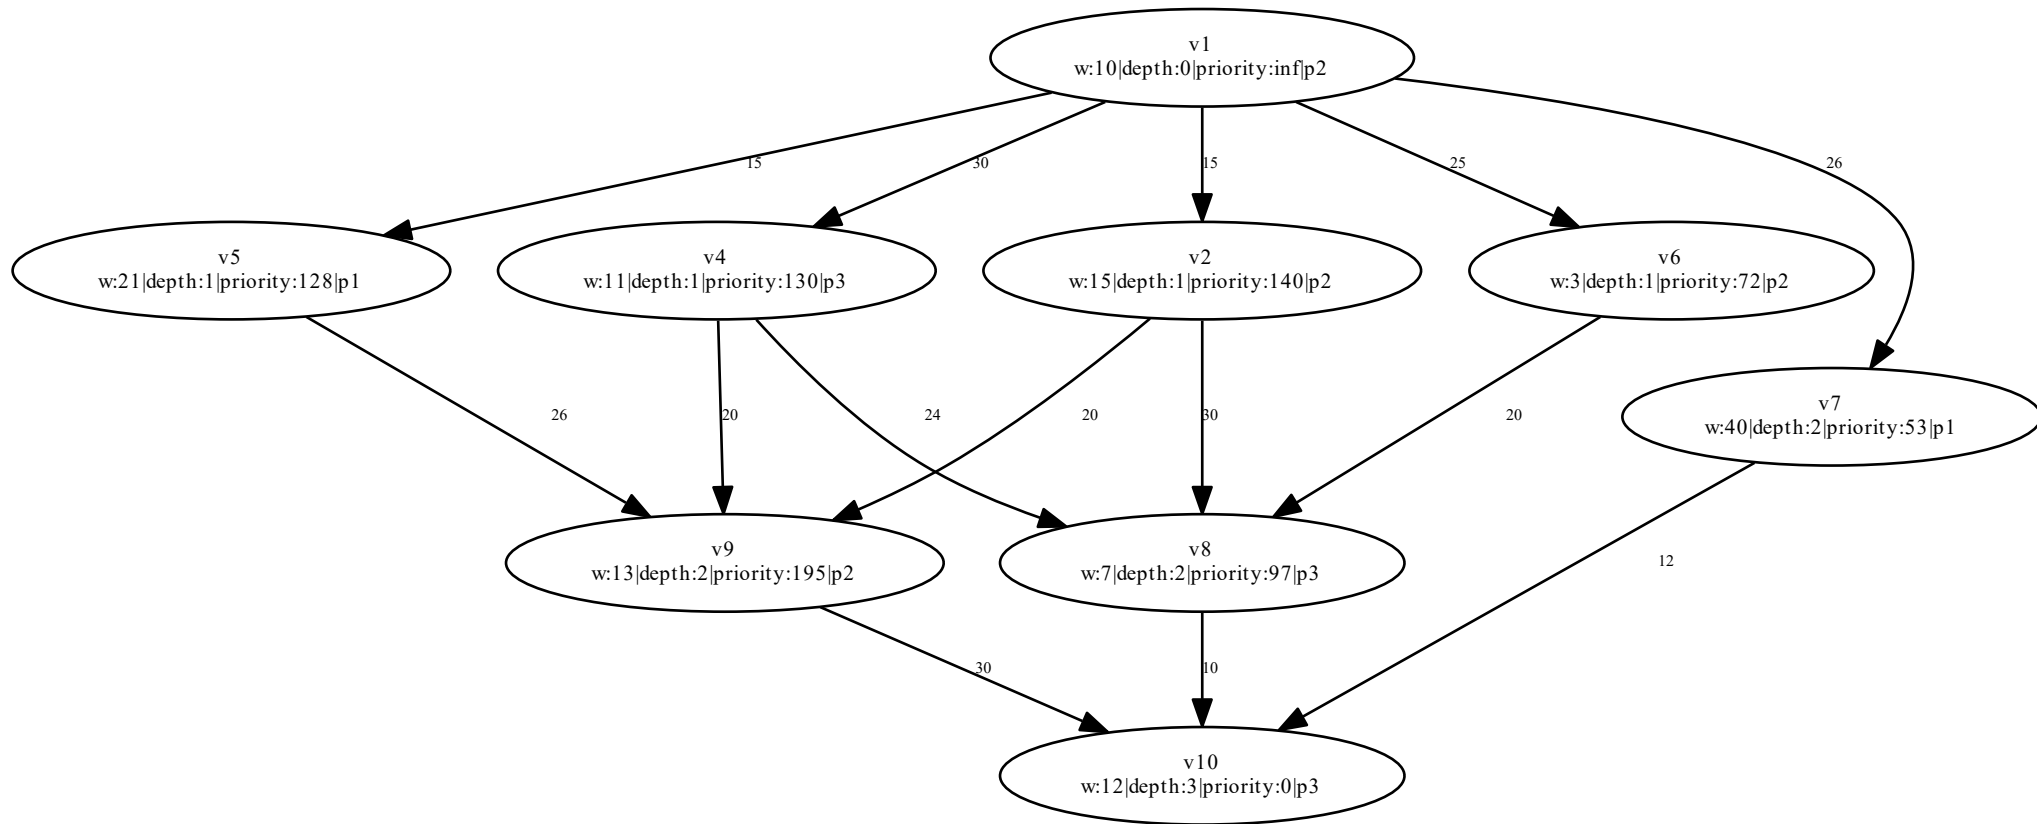 v1
w:10|depth:0|priority:inf|p2
15
30
15
25
26
v5
w:21|depth:1|priority:128|p1
v4
w:11|depth:1|priority:130|p3
v2
w:15|depth:1|priority:140|p2
v6
w:3|depth:1|priority:72|p2
v7
w:40|depth:2|priority:53|p1
26
20
24
20
30
20
v9
w:13|depth:2|priority:195|p2
v8
w:7|depth:2|priority:97|p3
12
30
10
v10
w:12|depth:3|priority:0|p3